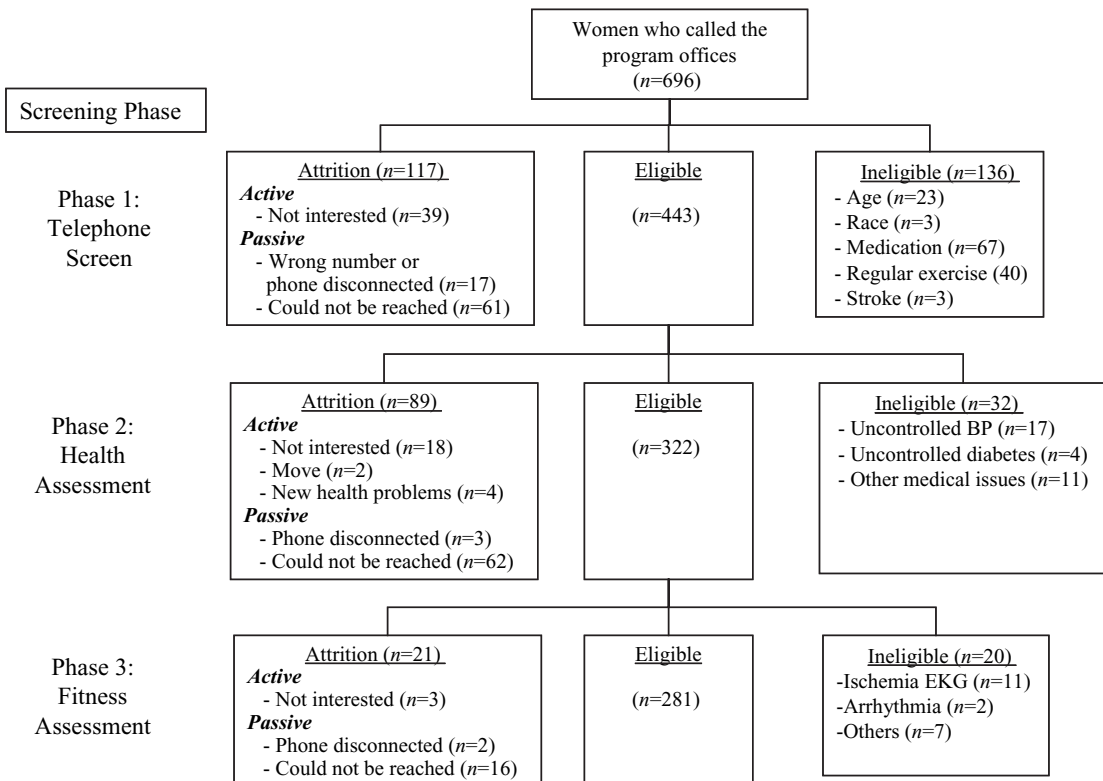 Women who called the
program offices
(n=696)
Screening Phase
Phase 1:
Telephone
Screen
Attrition (n=117)
Active
- Not interested (n=39)
Passive
- Wrong number or
phone disconnected (n=17)
- Could not be reached (n=61)
Eligible
(n=443)
Ineligible (n=136)
- Age (n=23)
- Race (n=3)
- Medication (n=67)
- Regular exercise (40)
- Stroke (n=3)
Phase 2:
Health
Assessment
Attrition (n=89)
Active
- Not interested (n=18)
- Move (n=2)
- New health problems (n=4)
Passive
- Phone disconnected (n=3)
- Could not be reached (n=62)
Eligible
(n=322)
Ineligible (n=32)
- Uncontrolled BP (n=17)
- Uncontrolled diabetes (n=4)
- Other medical issues (n=11)
Phase 3:
Fitness
Assessment
Attrition (n=21)
Active
- Not interested (n=3)
Passive
- Phone disconnected (n=2)
- Could not be reached (n=16)
Eligible
(n=281)
Ineligible (n=20)
-Ischemia EKG (n=11)
-Arrhythmia (n=2)
-Others (n=7)